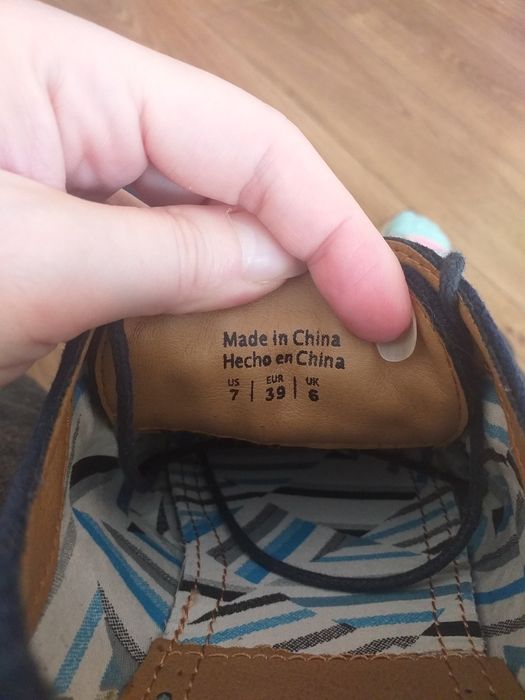 Made in China
Hecho en China
US EUR UK
7 | 39 | 6